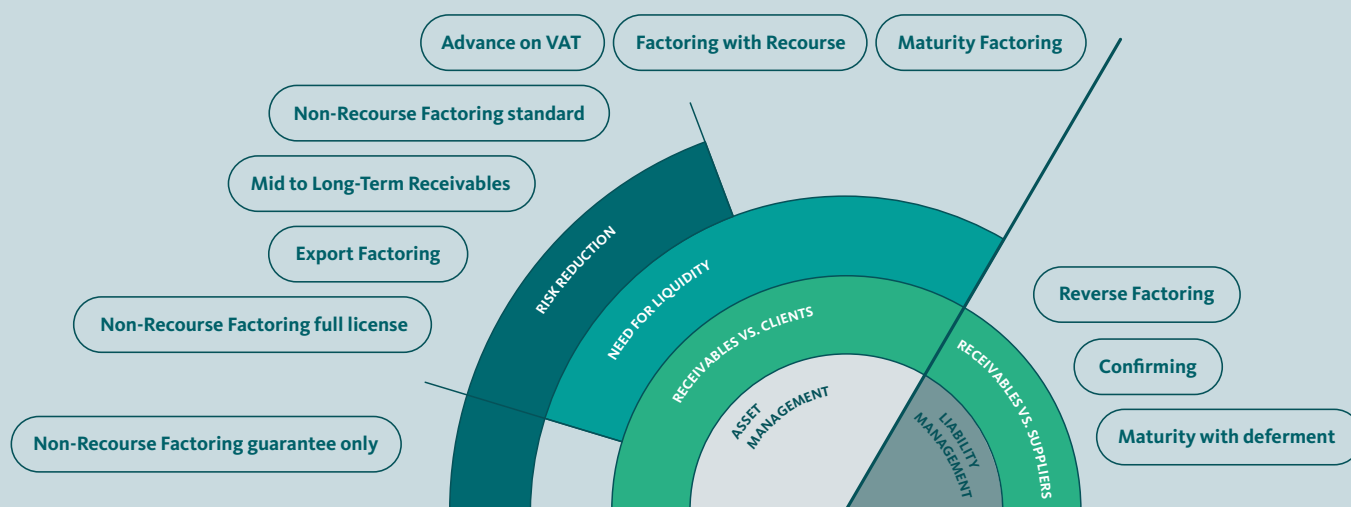 Advance on VAT
Factoring with Recourse
Maturity Factoring
Non-Recourse Factoring standard
Mid to Long-Term Receivables
Export Factoring
Non-Recourse Factoring full license
Non-Recourse Factoring guarantee only
RISK REDUCTION
NEED FOR LIQUIDITY
RECEIVABLES VS. CLIENTS
ASSET
MANAGEMENT
LIABILITY
MANAGEMENT
RECEIVABLES VS. SUPPLIERS
Reverse Factoring
Confirming
Maturity with deferment